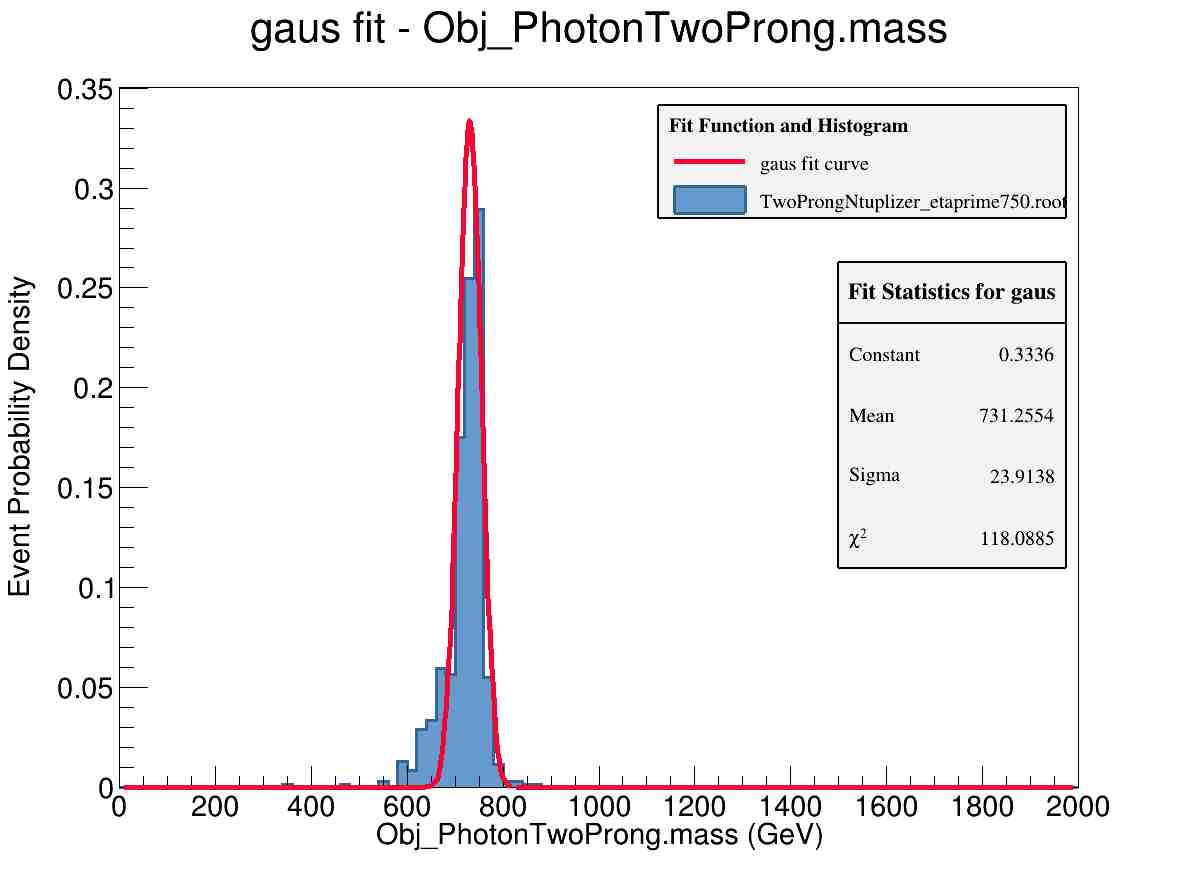 gaus fit - Obj_PhotonTwoProng.mass
0.35
0.3
0.25
0.2
0.15
0.1
0.05
0
Event Probability Density
Fit Function and Histogram
gaus fit curve
TwoProngNtuplizer_etaprime750.root
Fit Statistics for gaus
Constant 0.3336
Mean 731.2554
Sigma 23.9138
χ² 118.0885
0 200 400 600 800 1000 1200 1400 1600 1800 2000
Obj_PhotonTwoProng.mass (GeV)